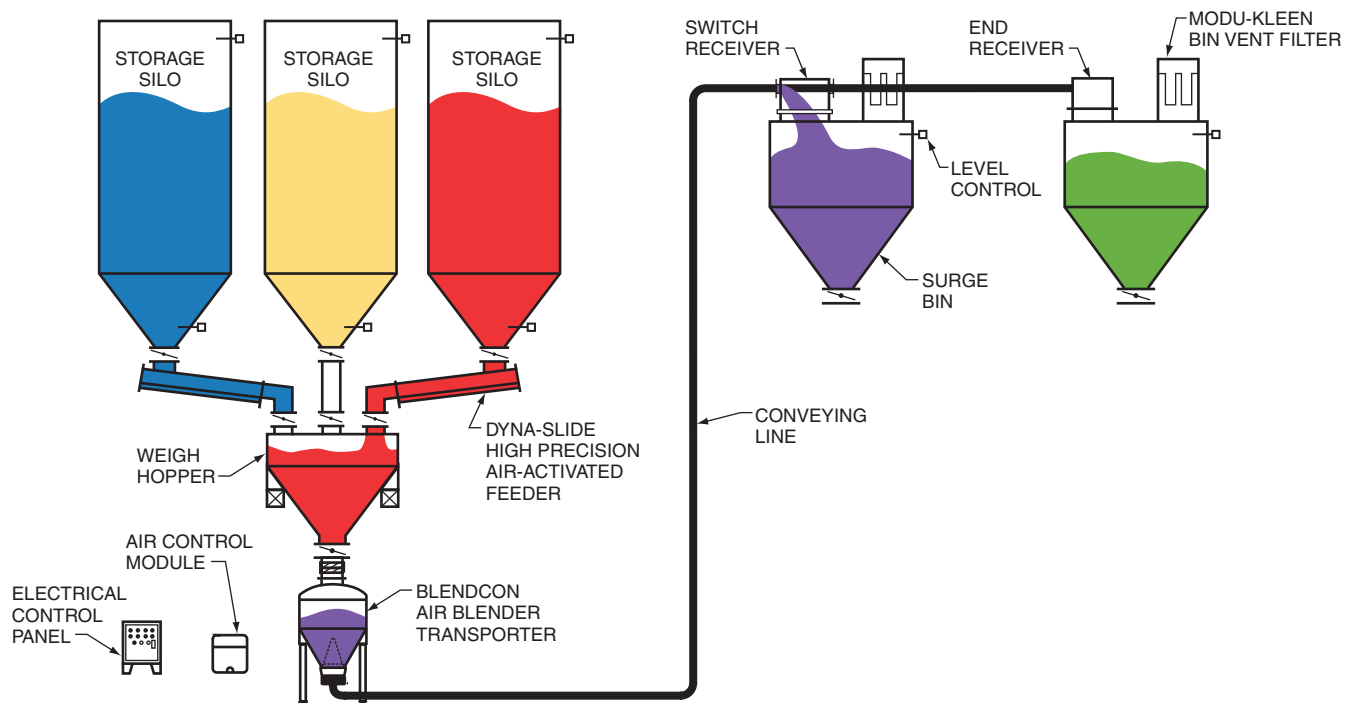 STORAGE
SILO
STORAGE
SILO
STORAGE
SILO
SWITCH
RECEIVER
END
RECEIVER
MODU-KLEEN
BIN VENT FILTER
LEVEL
CONTROL
SURGE
BIN
CONVEYING
LINE
DYNA-SLIDE
HIGH PRECISION
AIR-ACTIVATED
FEEDER
WEIGH
HOPPER
AIR CONTROL
MODULE
ELECTRICAL
CONTROL
PANEL
BLENDCON
AIR BLENDER
TRANSPORTER